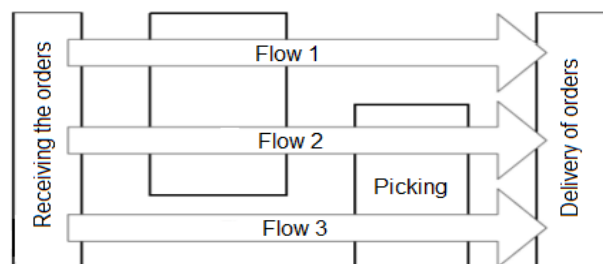 Receiving the orders
Flow 1
Flow 2
Picking
Flow 3
Delivery of orders